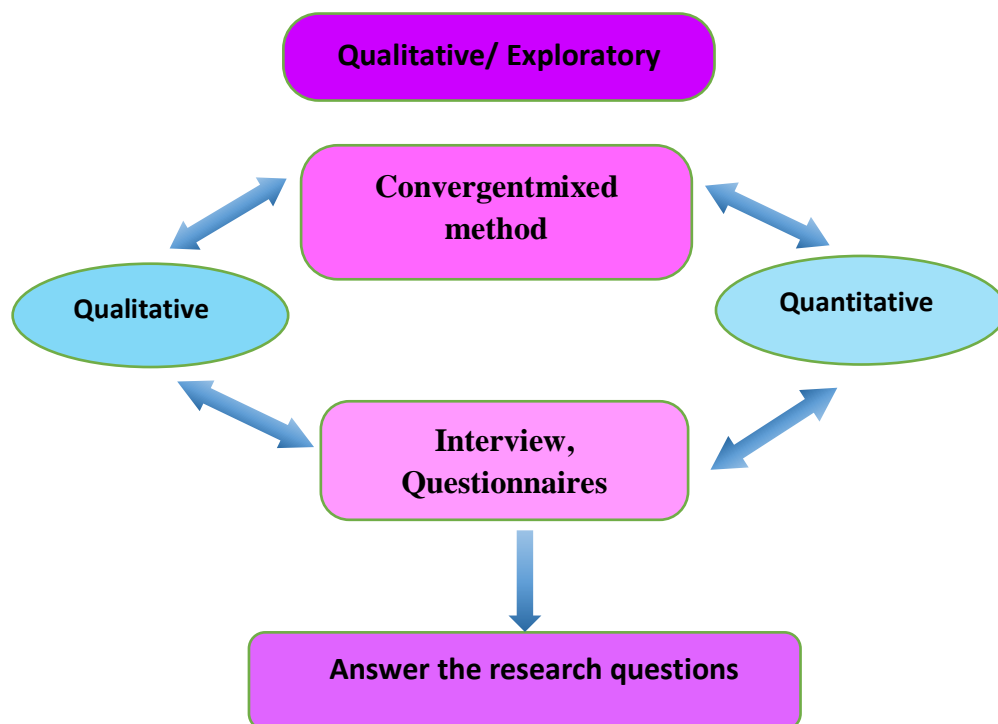 Qualitative/ Exploratory
Convergentmixed
method
Qualitative
Quantitative
Interview,
Questionnaires
Answer the research questions